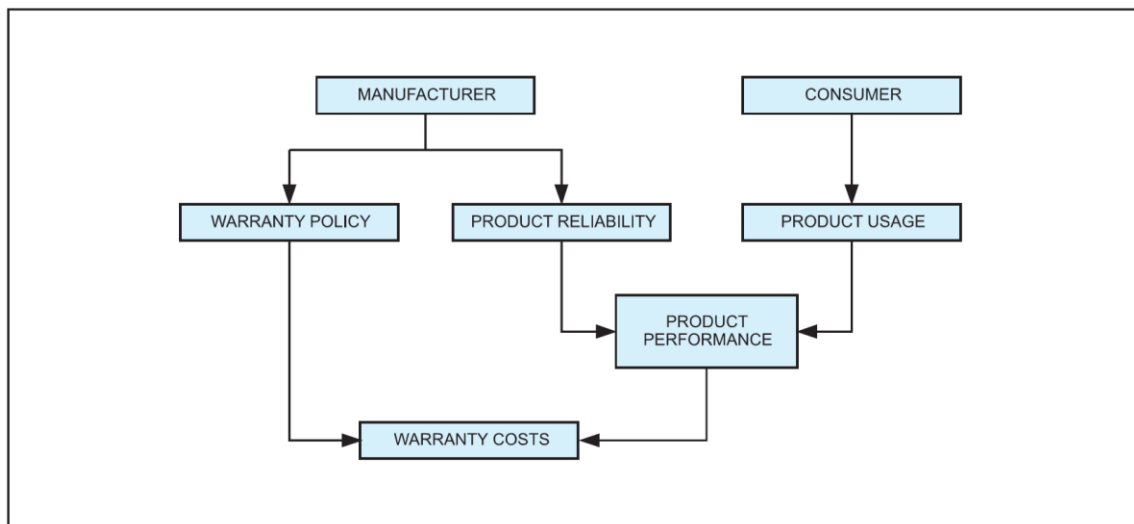 MANUFACTURER
CONSUMER
WARRANTY POLICY
PRODUCT RELIABILITY
PRODUCT USAGE
PRODUCT
PERFORMANCE
WARRANTY COSTS